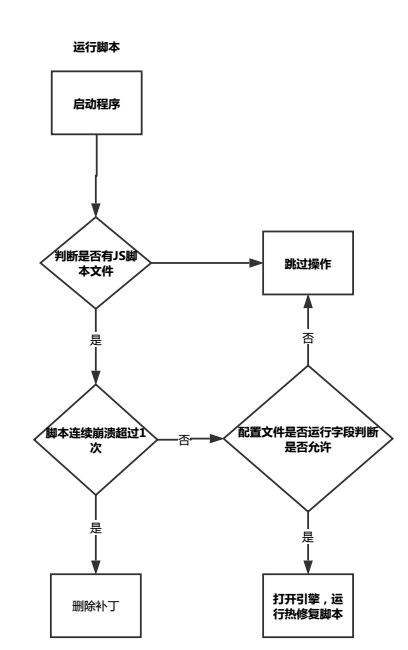 运行脚本
启动程序
判断是否有JS脚
本文件
跳过操作
是
否
脚本连续崩溃超过1
次
否
配置文件是否运行字段判断
是否允许
是
是
删除补丁
打开引擎，运
行热修复脚本